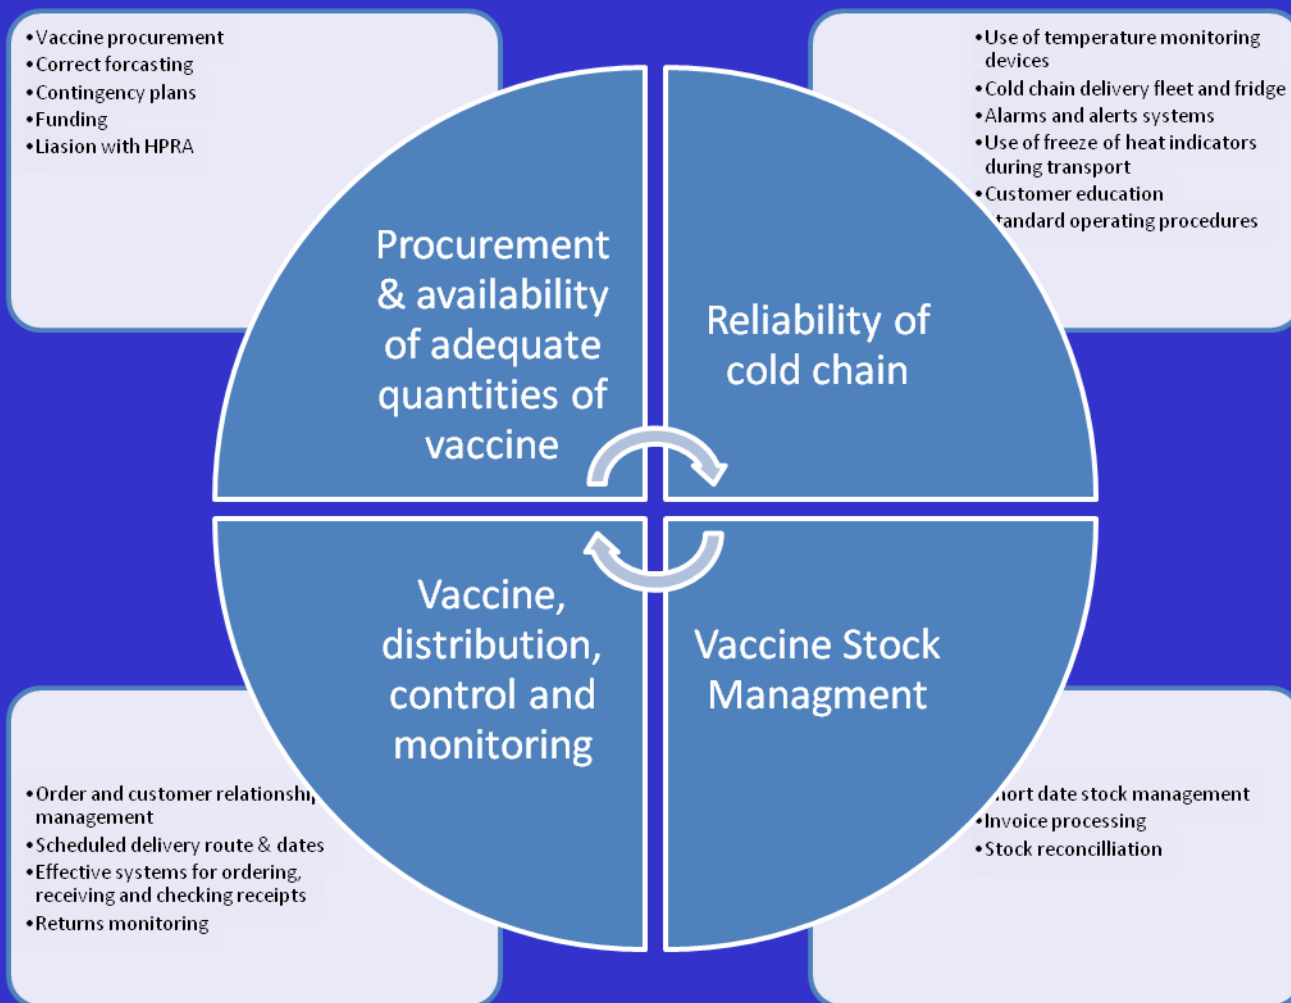 •Vaccine procurement
•Correct forcasting
•Contingency plans
•Funding
•Liasion with HPRA
•Use of temperature monitoring
devices
•Cold chain delivery fleet and fridge
•Alarms and alerts systems
•Use of freeze of heat indicators
during transport
•Customer education
tandard operating procedures
Procurement
& availability
of adequate
quantities of
vaccine
Reliability of
cold chain
Vaccine,
distribution,
control and
monitoring
Vaccine Stock
Managment
•Order and customer relationship
management
•Scheduled delivery route & dates
•Effective systems for ordering,
receiving and checking receipts
•Returns monitoring
hort date stock management
•Invoice processing
•Stock reconcilliation